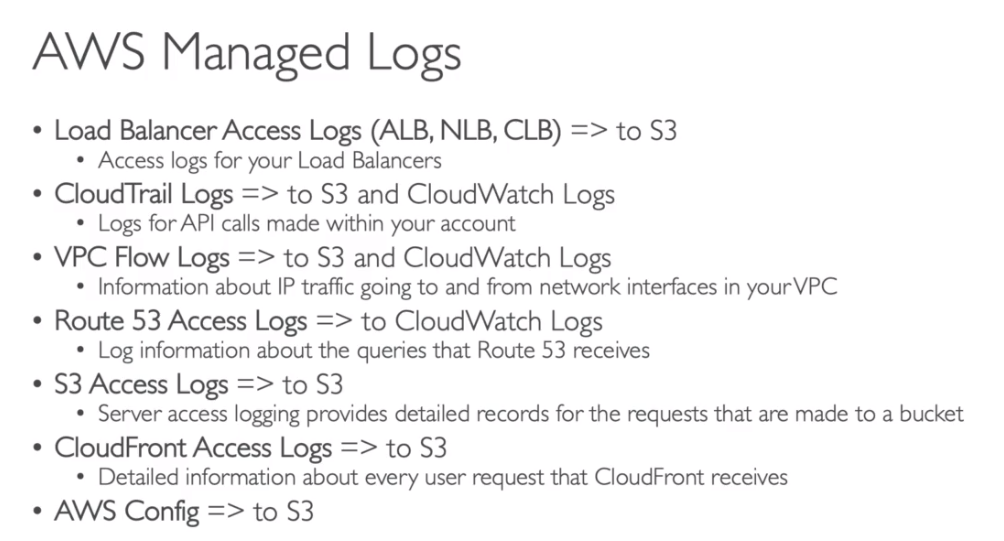 AWS Managed Logs
• Load Balancer Access Logs (ALB, NLB, CLB) => to S3
• Access logs for your Load Balancers
• CloudTrail Logs => to S3 and CloudWatch Logs
• Logs for API calls made within your account
• VPC Flow Logs => to S3 and CloudWatch Logs
• Information about IP traffic going to and from network interfaces in your VPC
• Route 53 Access Logs => to CloudWatch Logs
• Log information about the queries that Route 53 receives
• S3 Access Logs => to S3
• Server access logging provides detailed records for the requests that are made to a bucket
• CloudFront Access Logs => to S3
• Detailed information about every user request that CloudFront receives
• AWS Config => to S3